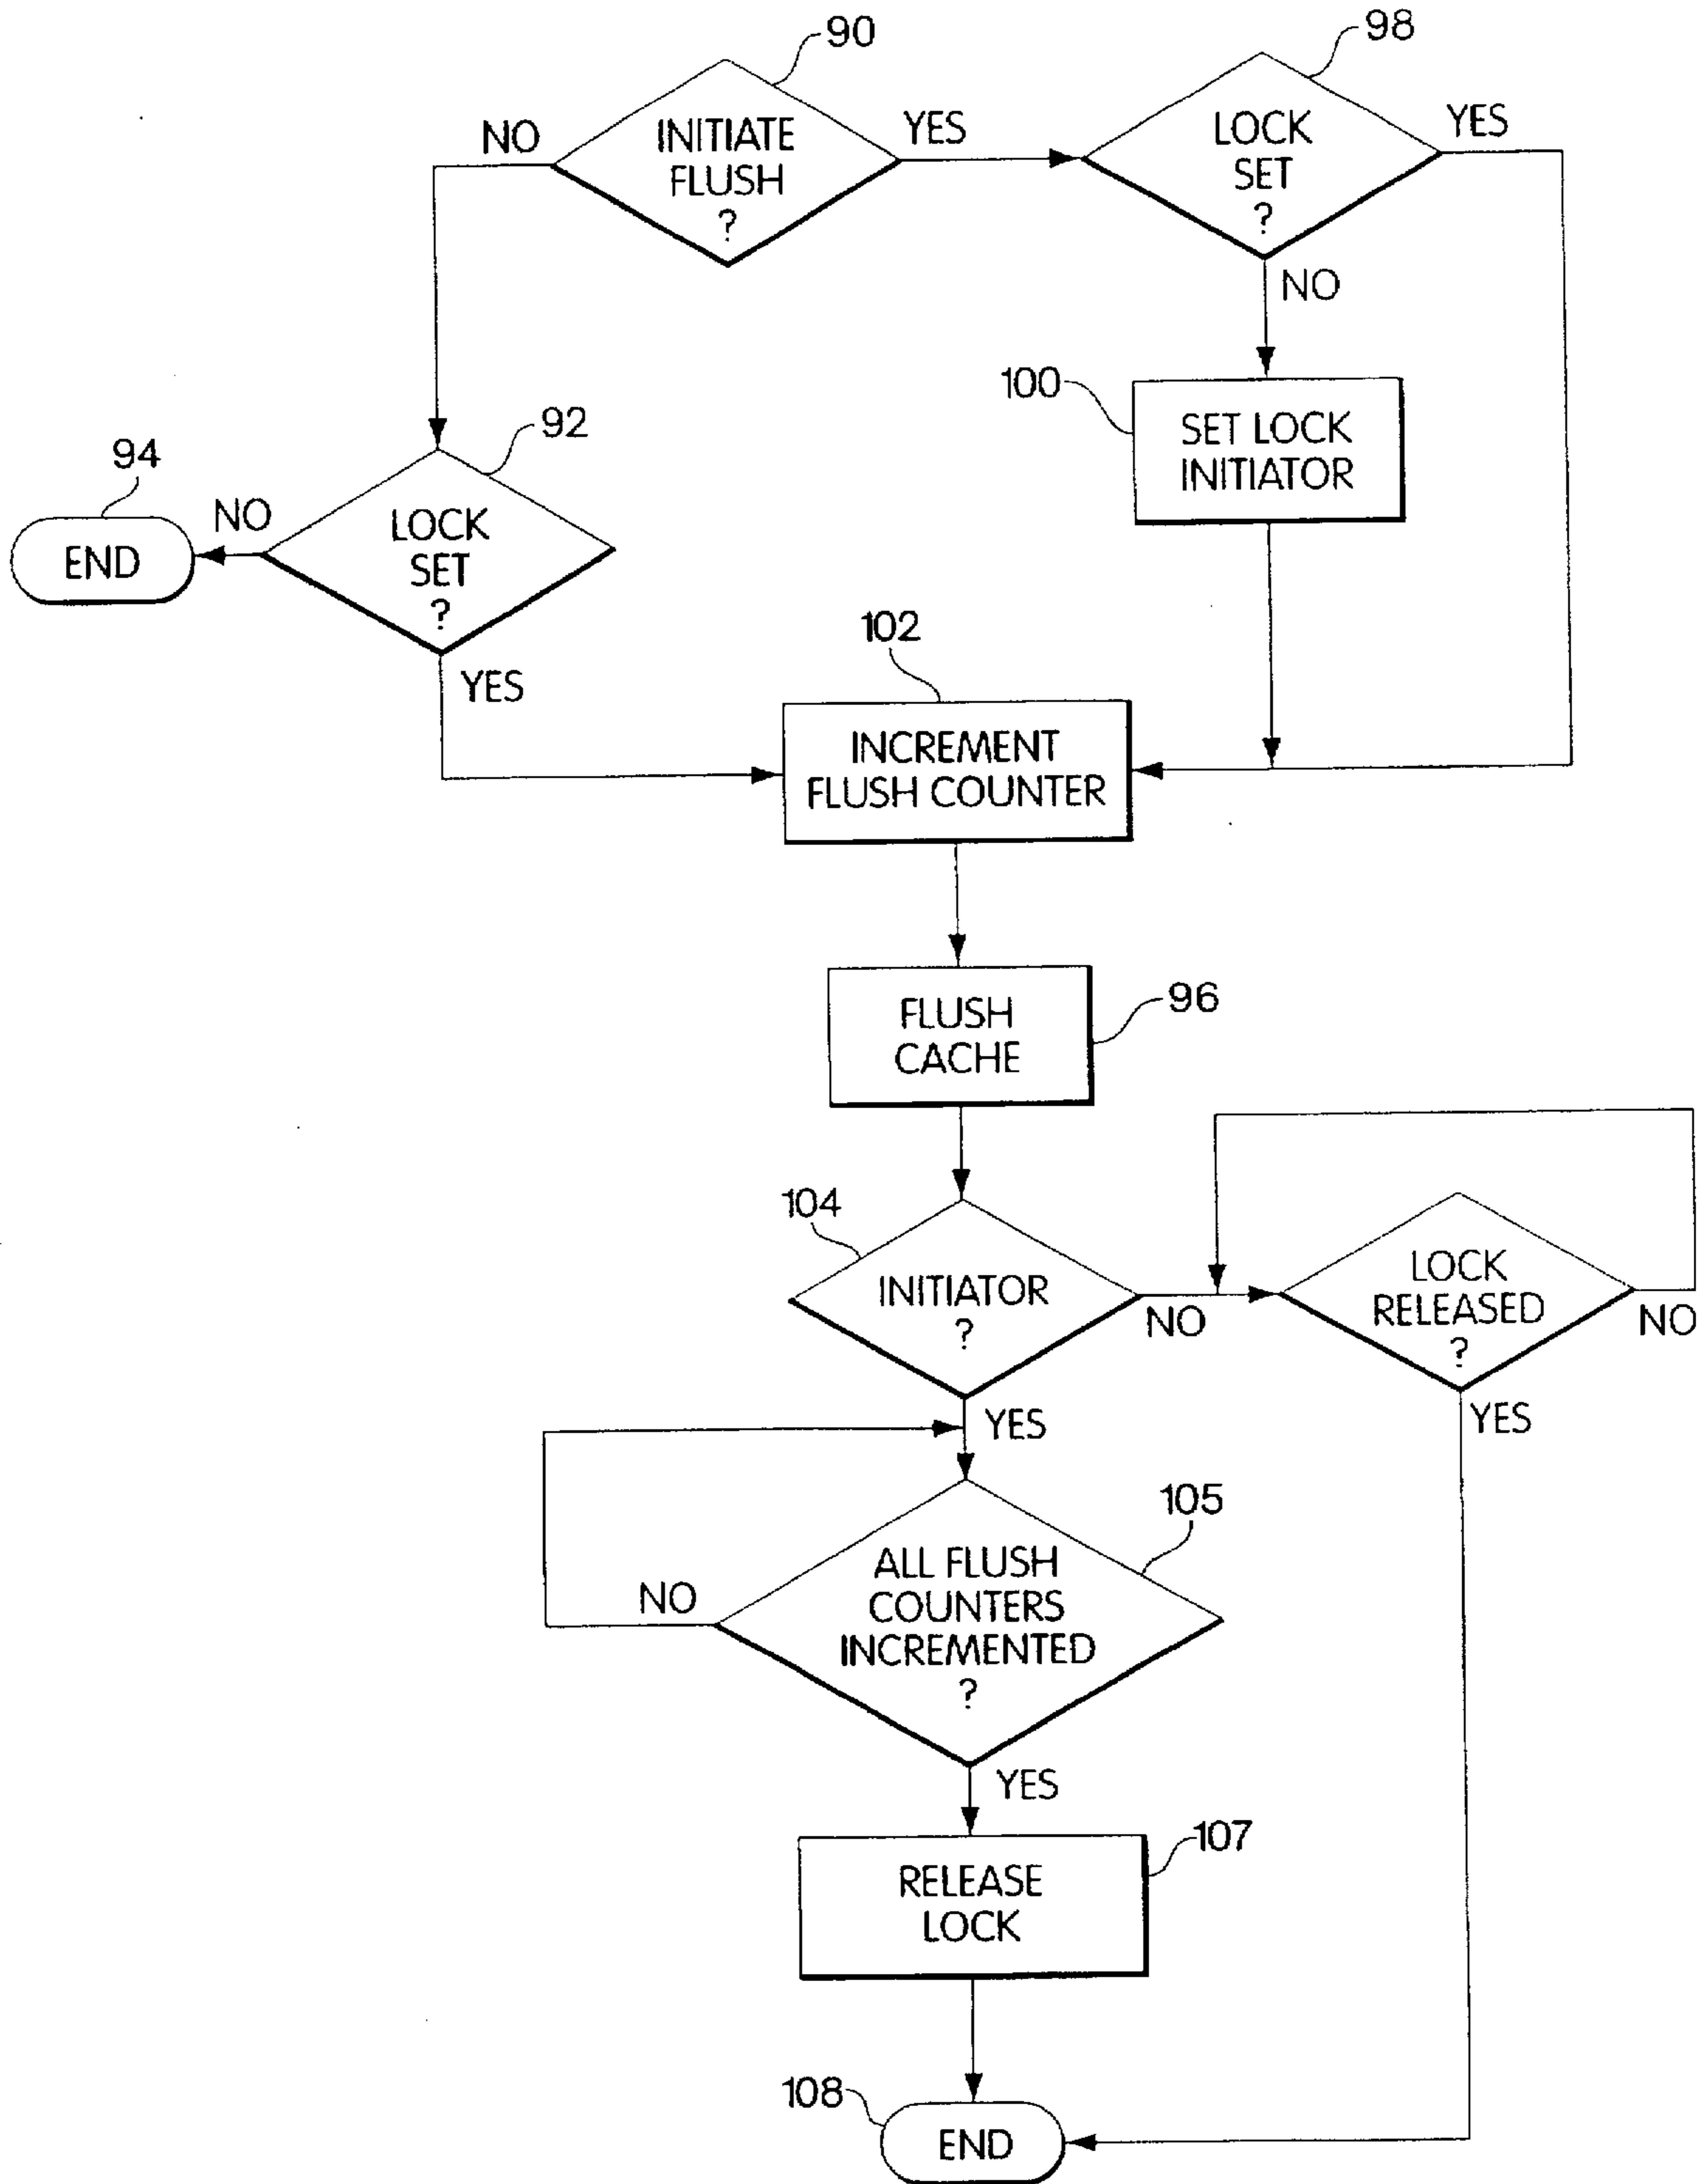 90
98
NO
INITIATE
FLUSH
?
YES
LOCK
SET
?
YES
NO
100
SET LOCK
INITIATOR
94
END
NO
92
LOCK
SET
?
YES
102
INCREMENT
FLUSH COUNTER
FLUSH
CACHE
96
104
INITIATOR
?
NO
LOCK
RELEASED
?
NO
YES
YES
105
ALL FLUSH
COUNTERS
INCREMENTED
?
NO
YES
107
RELEASE
LOCK
108
END